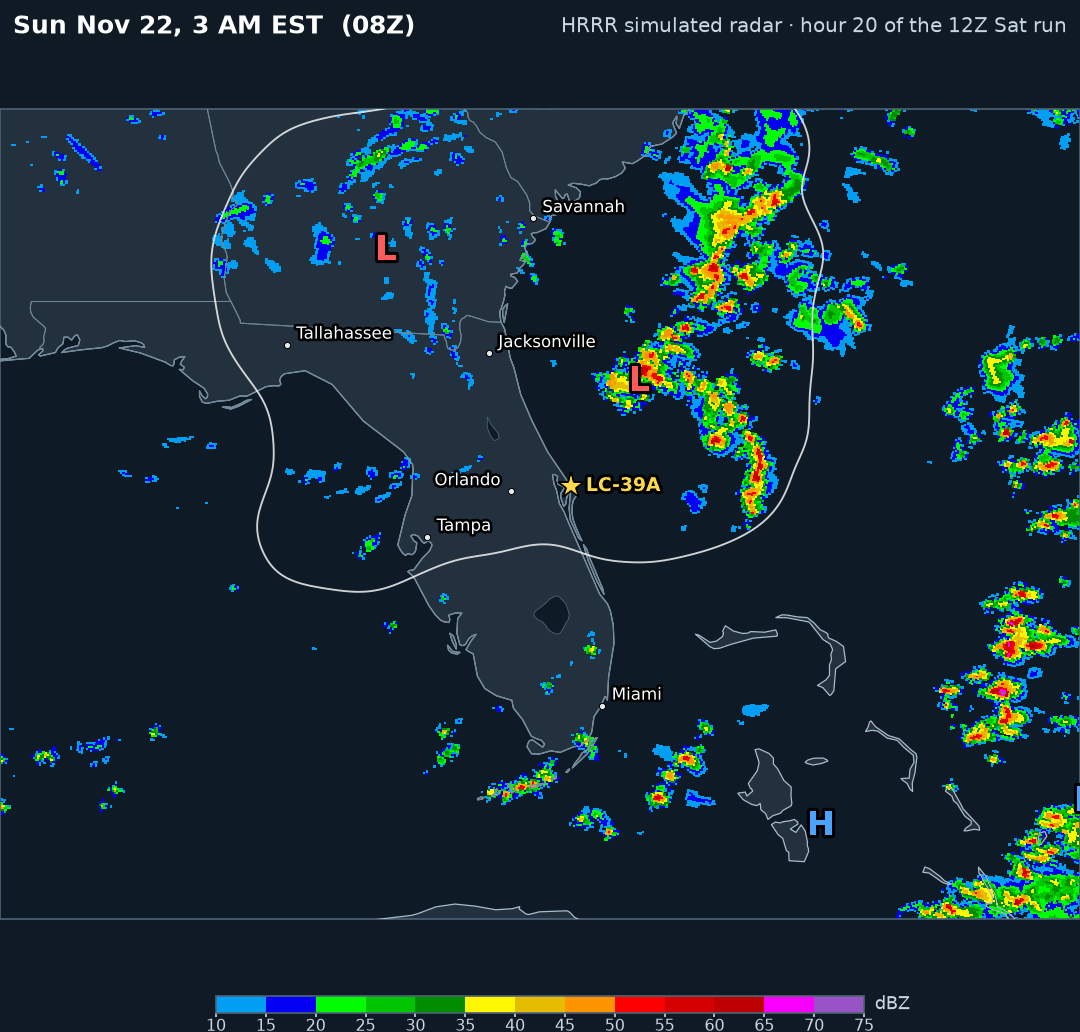 Sun Nov 22, 3 AM EST (08Z)
HRRR simulated radar · hour 20 of the 12Z Sat run
Savannah
L
Tallahassee
Jacksonville
L
Orlando
LC-39A
Tampa
Miami
H
dBZ
10 15 20 25 30 35 40 45 50 55 60 65 70 75